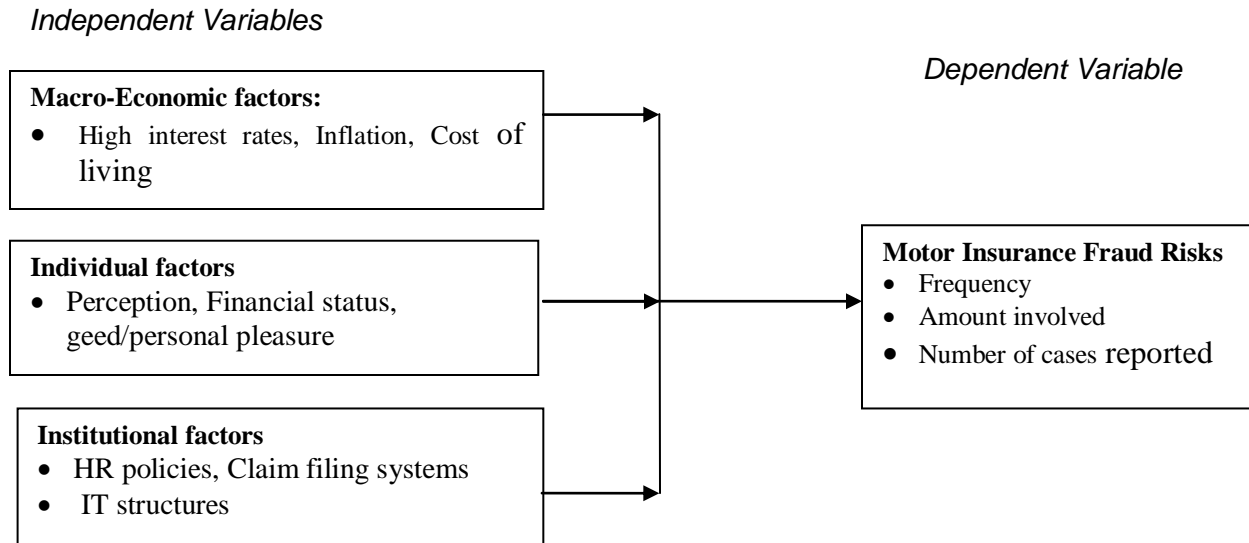 Independent Variables
Dependent Variable
Macro-Economic factors:
• High interest rates, Inflation, Cost of
living
Individual factors
• Perception, Financial status,
geed/personal pleasure
Institutional factors
• HR policies, Claim filing systems
• IT structures
Motor Insurance Fraud Risks
• Frequency
• Amount involved
• Number of cases reported